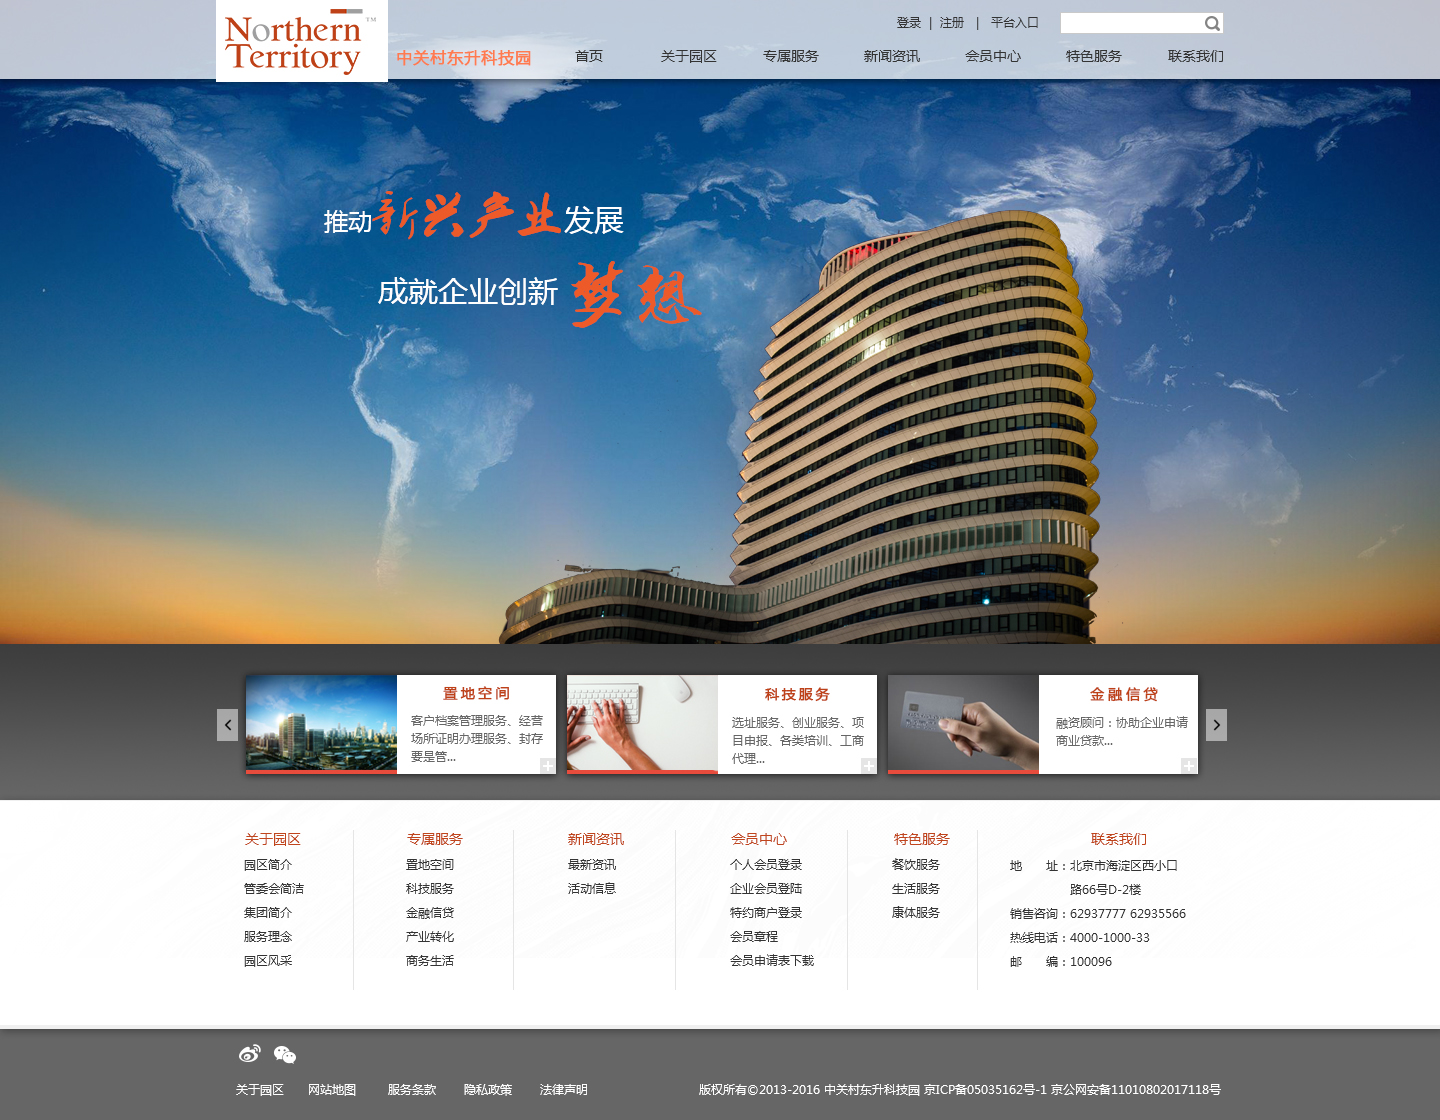 Northern
Territory
TM
中关村东升科技园
登录 | 注册 | 平台入口
首页 关于园区 专属服务 新闻资讯 会员中心 特色服务 联系我们
推动新兴产业发展
成就企业创新 梦想
置地空间
客户档案管理服务、经营
场所证明办理服务、封存
要是管...
科技服务
选址服务、创业服务、项
目申报、各类培训、工商
代理...
金融信贷
融资顾问：协助企业申请
商业贷款...
关于园区
园区简介
管委会简洁
集团简介
服务理念
园区风采
专属服务
置地空间
科技服务
金融信贷
产业转化
商务生活
新闻资讯
最新资讯
活动信息
会员中心
个人会员登录
企业会员登陆
特约商户登录
会员章程
会员申请表下载
特色服务
餐饮服务
生活服务
康体服务
联系我们
地 址：北京市海淀区西小口
路66号D-2楼
销售咨询：62937777 62935566
热线电话：4000-1000-33
邮 编：100096
关于园区 网站地图 服务条款 隐私政策 法律声明
版权所有©2013-2016 中关村东升科技园 京ICP备05035162号-1 京公网安备11010802017118号